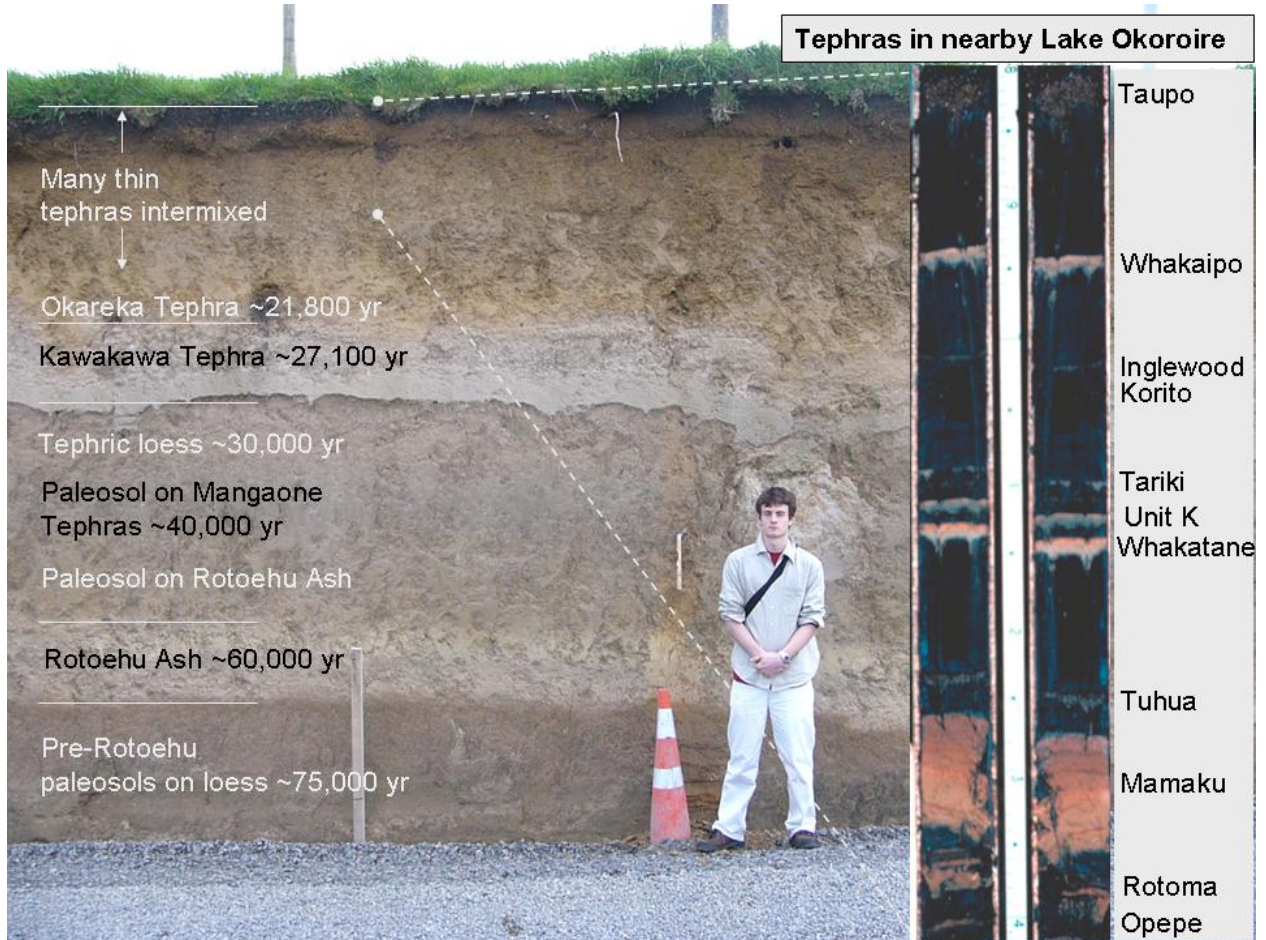 Tephras in nearby Lake Okoroire
Many thin
tephras intermixed
Okareka Tephra ~21,800 yr
Kawakawa Tephra ~27,100 yr
Tephric loess ~30,000 yr
Paleosol on Mangaone
Tephras ~40,000 yr
Paleosol on Rotoehu Ash
Rotoehu Ash ~60,000 yr
Pre-Rotoehu
paleosols on loess ~75,000 yr
Taupo
Whakaipo
Inglewood
Korito
Tariki
Unit K
Whakatane
Tuhua
Mamaku
Rotoma
Opepe